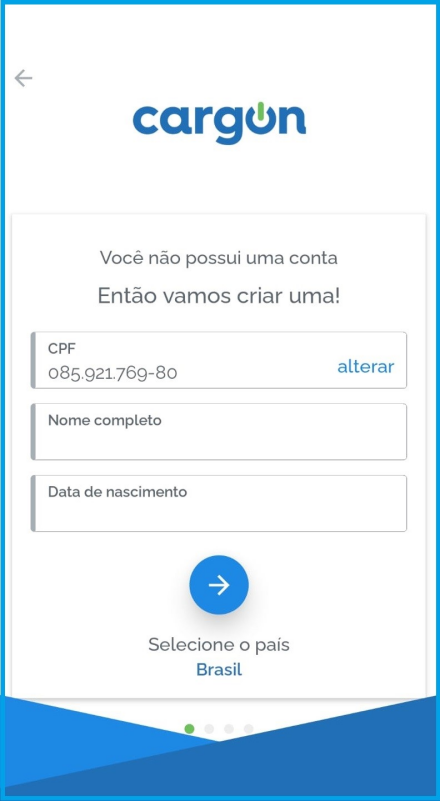 cargon
Você não possui uma conta
Então vamos criar uma!
CPF
085.921.769-80
alterar
Nome completo
Data de nascimento
Selecione o país
Brasil